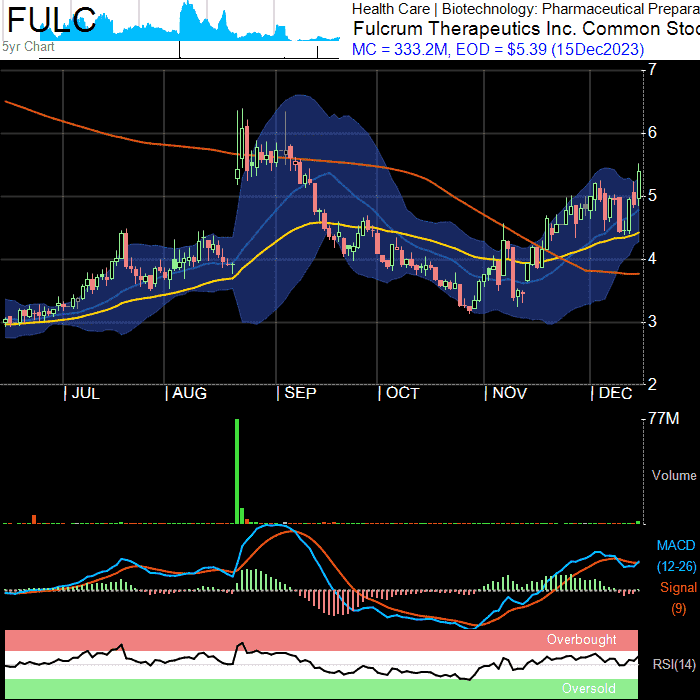 FULC
5yr Chart
Health Care | Biotechnology: Pharmaceutical Prepara
Fulcrum Therapeutics Inc. Common Stoc
MC = 333.2M, EOD = $5.39 (15Dec2023)
7
6
5
4
3
2
| JUL | AUG | SEP | OCT | NOV | DEC
77M
Volume
MACD
(12-26)
Signal
(9)
Overbought
RSI(14)
Oversold